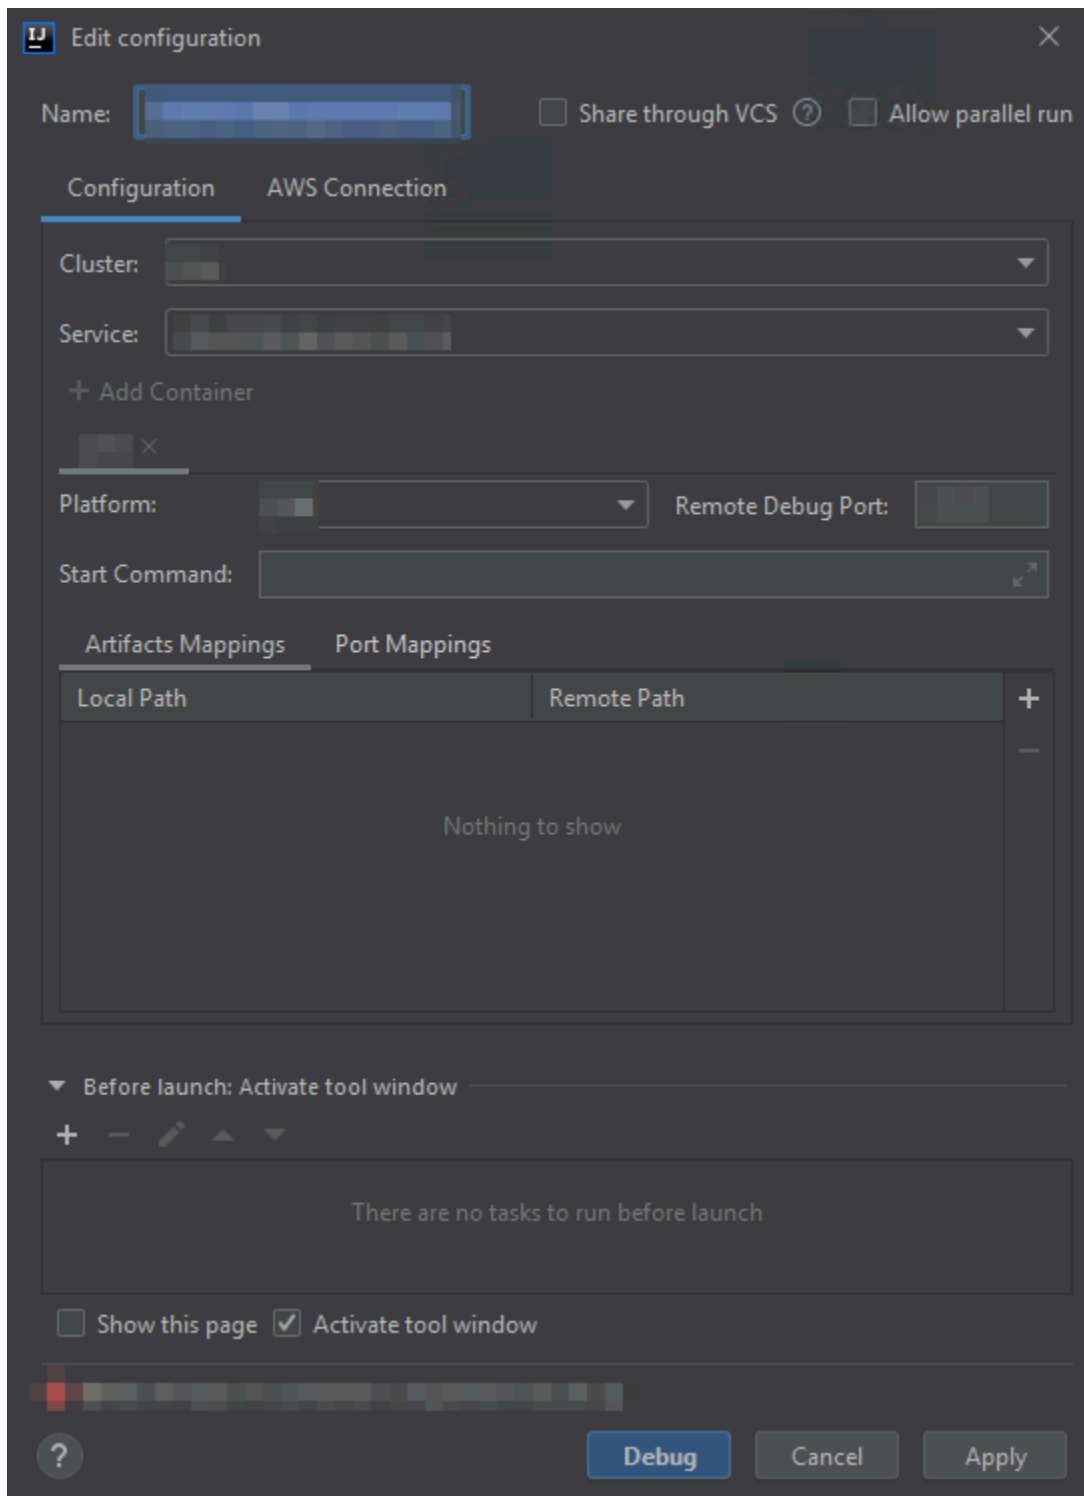 IJ Edit configuration
Name: Share through VCS ? Allow parallel run
Configuration AWS Connection
Cluster:
Service:
+ Add Container
Platform: Remote Debug Port:
Start Command:
Artifacts Mappings Port Mappings
Local Path Remote Path
Nothing to show
Before launch: Activate tool window
There are no tasks to run before launch
Show this page Activate tool window
? Debug Cancel Apply